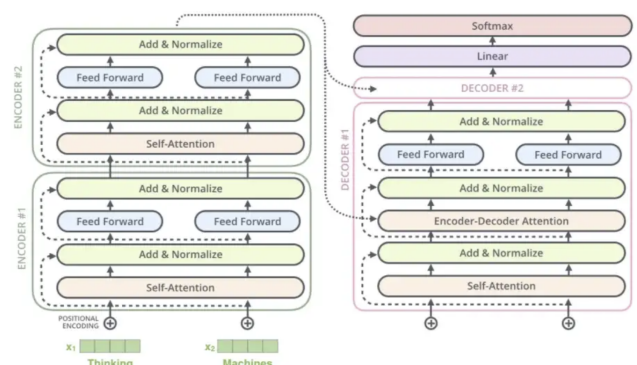 ENCODER #2
Add & Normalize
Feed Forward
Feed Forward
Add & Normalize
Self-Attention
ENCODER #1
Add & Normalize
Feed Forward
Feed Forward
Add & Normalize
Self-Attention
POSITIONAL
ENCODING
x1
x2
Thinking
Machines
Softmax
Linear
DECODER #2
DECODER #1
Add & Normalize
Feed Forward
Feed Forward
Add & Normalize
Encoder-Decoder Attention
Add & Normalize
Self-Attention